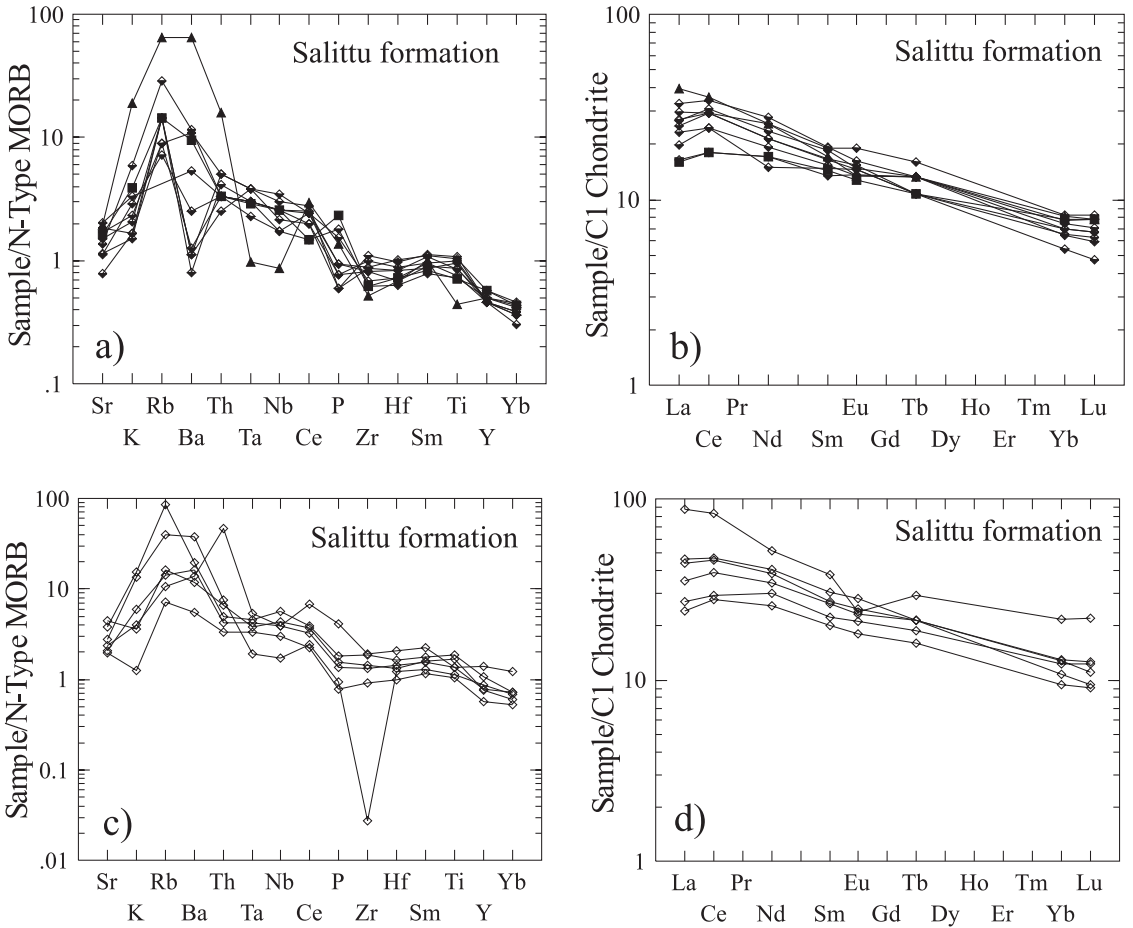 100
10
1
.1
Sample/N-Type MORB
Salittu formation
a)
Sr Rb Th Nb P Hf Ti Yb
K Ba Ta Ce Zr Sm Y
100
10
1
Sample/C1 Chondrite
Salittu formation
b)
La Pr Eu Tb Ho Tm Lu
Ce Nd Sm Gd Dy Er Yb
100
10
1
0.1
.01
Sample/N-Type MORB
Salittu formation
c)
Sr Rb Th Nb P Hf Ti Yb
K Ba Ta Ce Zr Sm Y
100
10
1
Sample/C1 Chondrite
Salittu formation
d)
La Pr Eu Tb Ho Tm Lu
Ce Nd Sm Gd Dy Er Yb